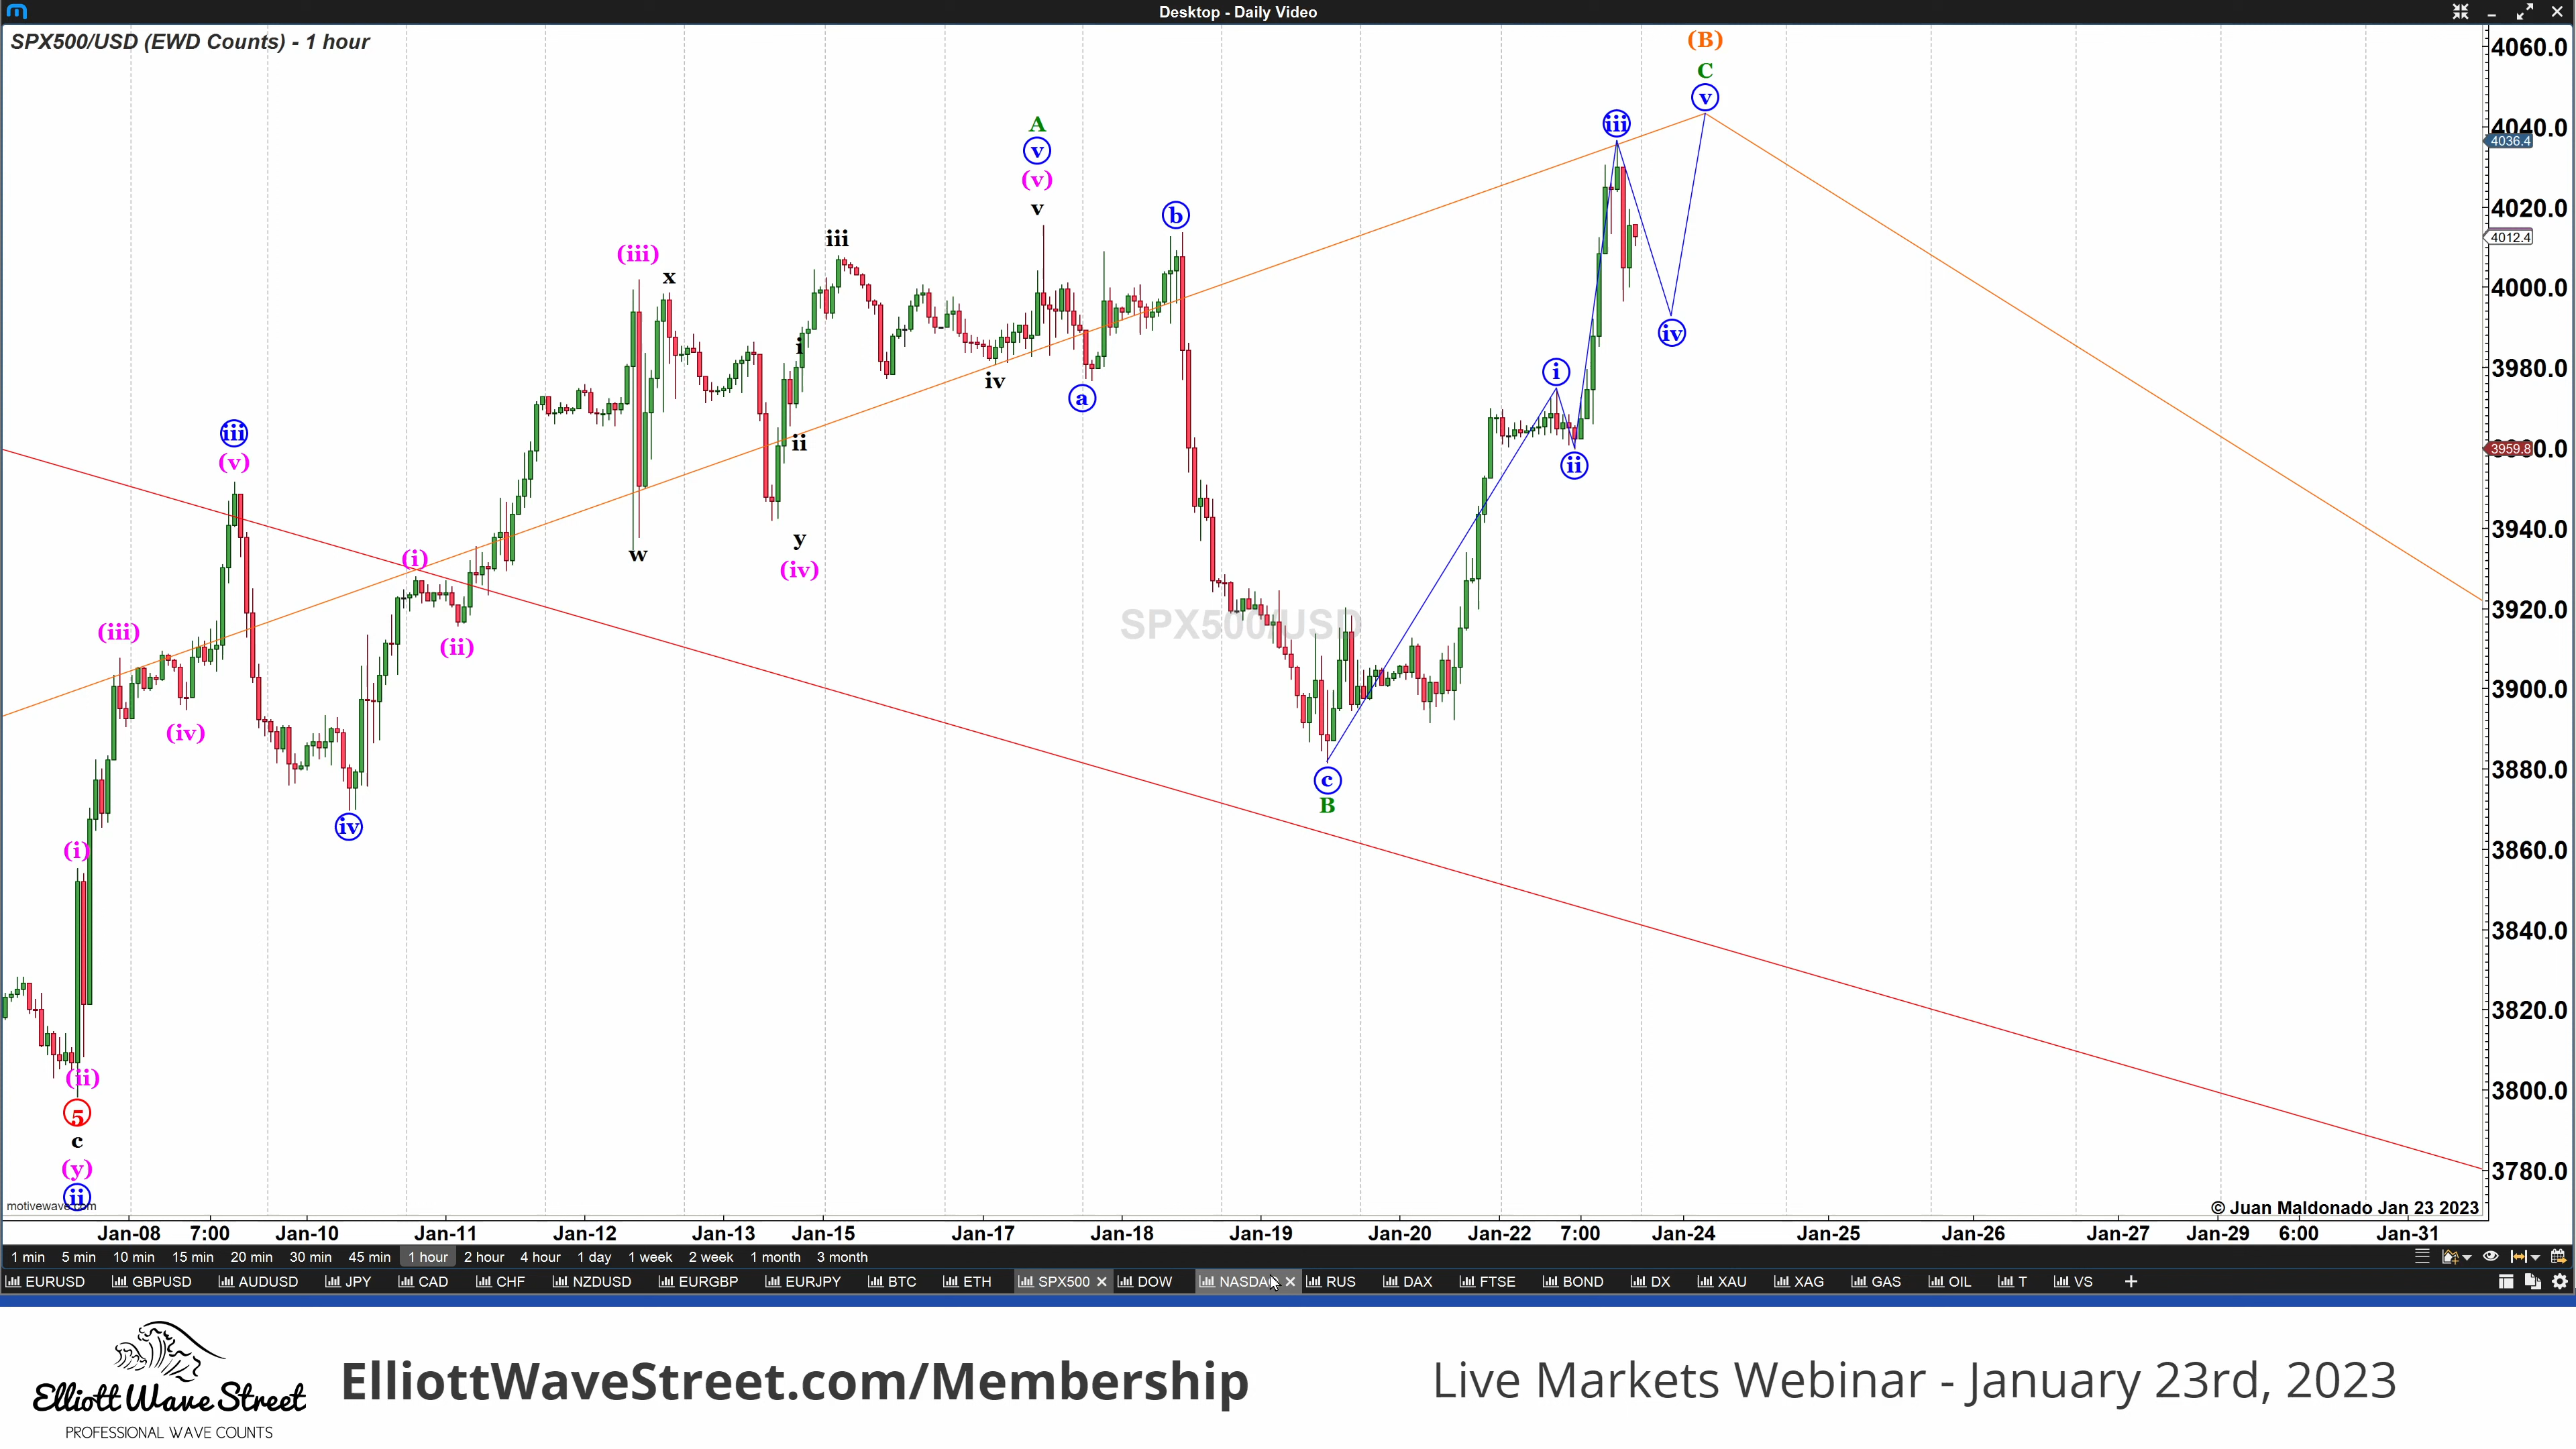 Desktop - Daily Video
SPX500/USD (EWD Counts) - 1 hour
(B)
C
v
4060.0
iii
4040.0
4036.4
A
v
(v)
v
b
4020.0
4012.4
(iii)
x
iii
4000.0
iv
i
3980.0
i
iv
a
iii
(v)
ii
ii
3959.8
0.0
(i)
w
y
(iv)
3940.0
(iii)
(ii)
SPX500/USD
3920.0
3900.0
(iv)
c
B
3880.0
iv
(i)
3860.0
3840.0
3820.0
(ii)
5
c
(y)
ii
3800.0
3780.0
motivewave.com
© Juan Maldonado Jan 23 2023
Jan-08 7:00 Jan-10 Jan-11 Jan-12 Jan-13 Jan-15 Jan-17 Jan-18 Jan-19 Jan-20 Jan-22 7:00 Jan-24 Jan-25 Jan-26 Jan-27 Jan-29 6:00 Jan-31
1 min 5 min 10 min 15 min 20 min 30 min 45 min 1 hour 2 hour 4 hour 1 day 1 week 2 week 1 month 3 month
EURUSD GBPUSD AUDUSD JPY CAD CHF NZDUSD EURGBP EURJPY BTC ETH SPX500 DOW NASDAQ RUS DAX FTSE BOND DX XAU XAG GAS OIL T VS
Elliott Wave Street
PROFESSIONAL WAVE COUNTS
ElliottWaveStreet.com/Membership
Live Markets Webinar - January 23rd, 2023